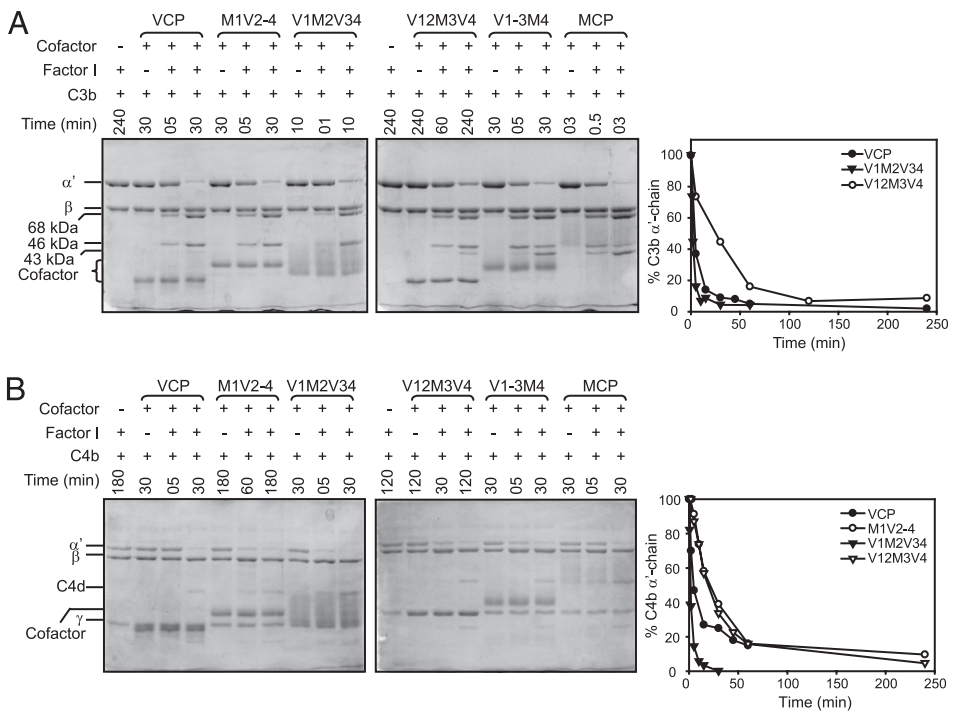 A
VCP M1V2-4 V1M2V34 V12M3V4 V1-3M4 MCP
Cofactor - + + + + + + + + + - + + + + + + + + +
Factor I + - + + - + + - + + + - + + - + + - + +
C3b + + + + + + + + + + + + + + + + + + + +
Time (min) 240 30 05 30 30 05 30 10 01 10 240 240 60 240 30 05 30 03 0.5 03
α'
β
68 kDa
46 kDa
43 kDa
Cofactor
VCP
V1M2V34
V12M3V4
% C3b α'-chain
100
80
60
40
20
0
0 50 100 150 200 250
Time (min)
B
VCP M1V2-4 V1M2V34 V12M3V4 V1-3M4 MCP
Cofactor - + + + + + + + + + - + + + + + + + + +
Factor I + - + + - + + - + + + - + + - + + - + +
C4b + + + + + + + + + + + + + + + + + + + +
Time (min) 180 30 05 30 180 60 180 30 05 30 120 120 30 120 30 05 30 30 05 30
α'
β
C4d
γ
Cofactor
VCP
M1V2-4
V1M2V34
V12M3V4
% C4b α'-chain
100
80
60
40
20
0
0 50 100 150 200 250
Time (min)